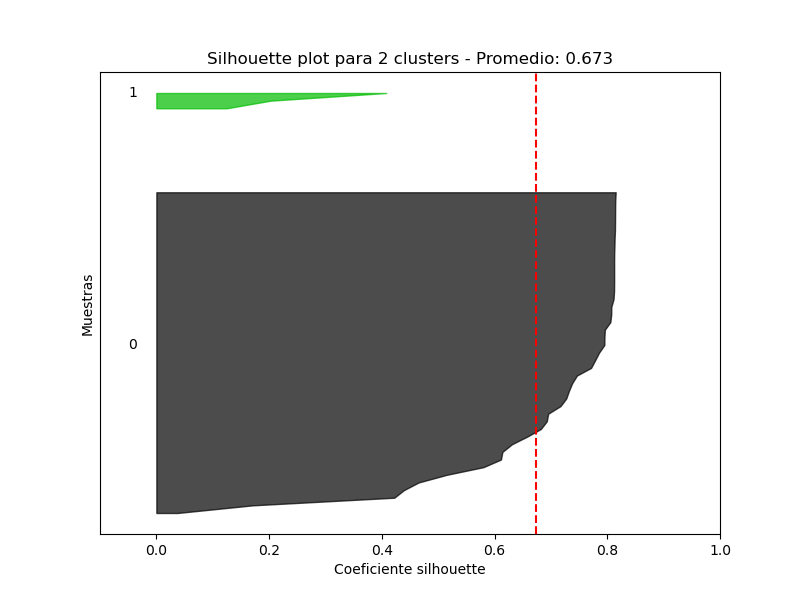 Silhouette plot para 2 clusters - Promedio: 0.673
1
0
Muestras
0.0 0.2 0.4 0.6 0.8 1.0
Coeficiente silhouette